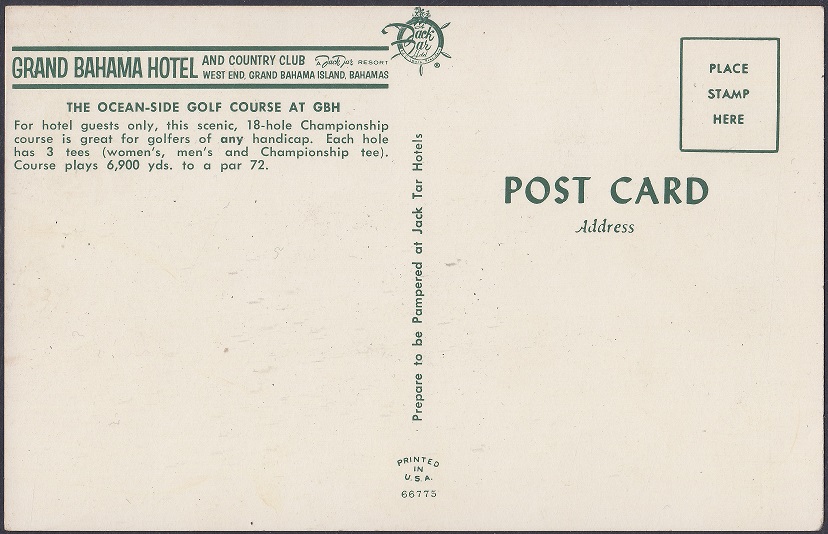 Jack Tar
GRAND BAHAMA HOTEL AND COUNTRY CLUB a Jack Tar RESORT
WEST END, GRAND BAHAMA ISLAND, BAHAMAS
THE OCEAN-SIDE GOLF COURSE AT GBH
For hotel guests only, this scenic, 18-hole Championship
course is great for golfers of any handicap. Each hole
has 3 tees (women's, men's and Championship tee).
Course plays 6,900 yds. to a par 72.
Prepare to be Pampered at Jack Tar Hotels
PRINTED
IN
U.S.A.
66775
PLACE
STAMP
HERE
POST CARD
Address